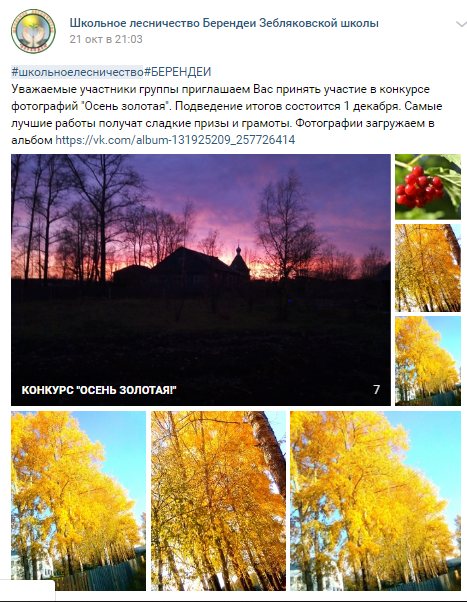 Школьное лесничество Берендеи Зебляковской школы
21 окт в 21:03
#школьноелесничество#БЕРЕНДЕИ
Уважаемые участники группы приглашаем Вас принять участие в конкурсе
фотографий "Осень золотая". Подведение итогов состоится 1 декабря. Самые
лучшие работы получат сладкие призы и грамоты. Фотографии загружаем в
альбом https://vk.com/album-131925209_257726414
КОНКУРС "ОСЕНЬ ЗОЛОТАЯ!" 7